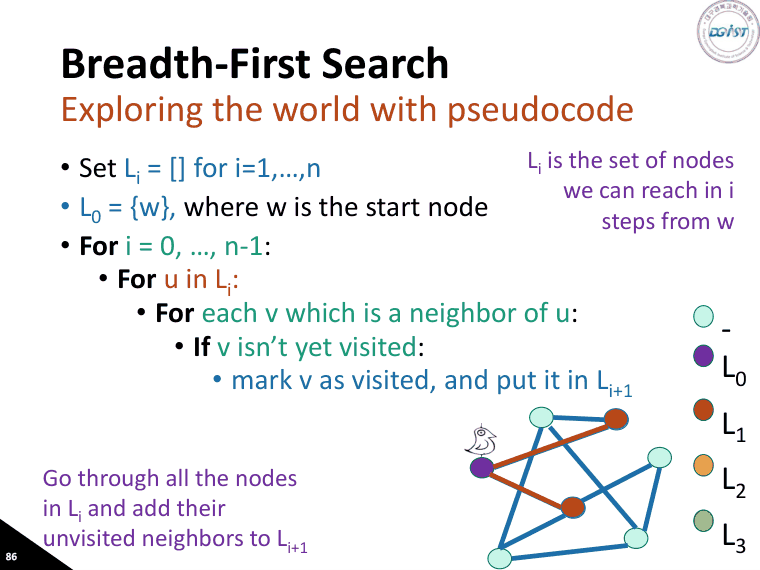 DGIST
Breadth-First Search
Exploring the world with pseudocode
• Set Lᵢ = [] for i=1,…,n
• L₀ = {w}, where w is the start node
• For i = 0, …, n-1:
• For u in Lᵢ:
• For each v which is a neighbor of u:
• If v isn’t yet visited:
• mark v as visited, and put it in Lᵢ₊₁
Lᵢ is the set of nodes
we can reach in i
steps from w
-
L₀
L₁
L₂
L₃
Go through all the nodes
in Lᵢ and add their
unvisited neighbors to Lᵢ₊₁
86